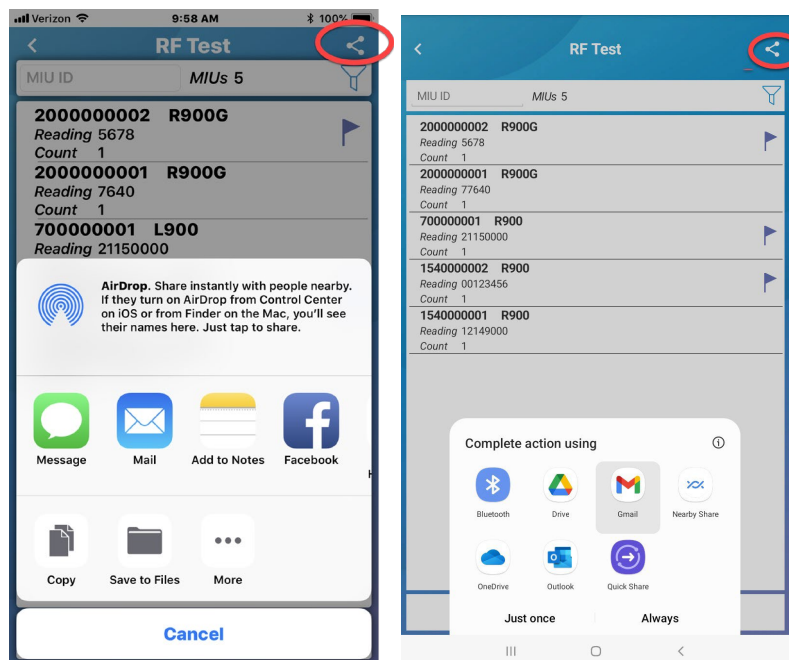 Verizon 9:58 AM 100%
RF Test
MIU ID MIUs 5
2000000002 R900G
Reading 5678
Count 1
2000000001 R900G
Reading 7640
Count 1
700000001 L900
Reading 21150000
AirDrop. Share instantly with people nearby.
If they turn on AirDrop from Control Center
on iOS or from Finder on the Mac, you'll see
their names here. Just tap to share.
Message Mail Add to Notes Facebook
Copy Save to Files More
Cancel
RF Test
MIU ID MIUs 5
2000000002 R900G
Reading 5678
Count 1
2000000001 R900G
Reading 77640
Count 1
700000001 R900
Reading 21150000
Count 1
1540000002 R900
Reading 00123456
Count 1
1540000001 R900
Reading 12149000
Count 1
Complete action using
Bluetooth Drive Gmail Nearby Share
OneDrive Outlook Quick Share
Just once Always